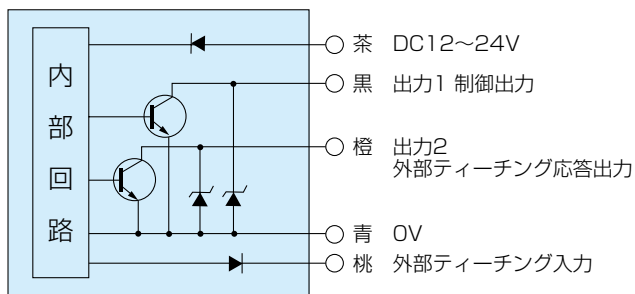 内部回路
茶 DC12〜24V
黒 出力1 制御出力
橙 出力2
外部ティーチング応答出力
青 0V
桃 外部ティーチング入力